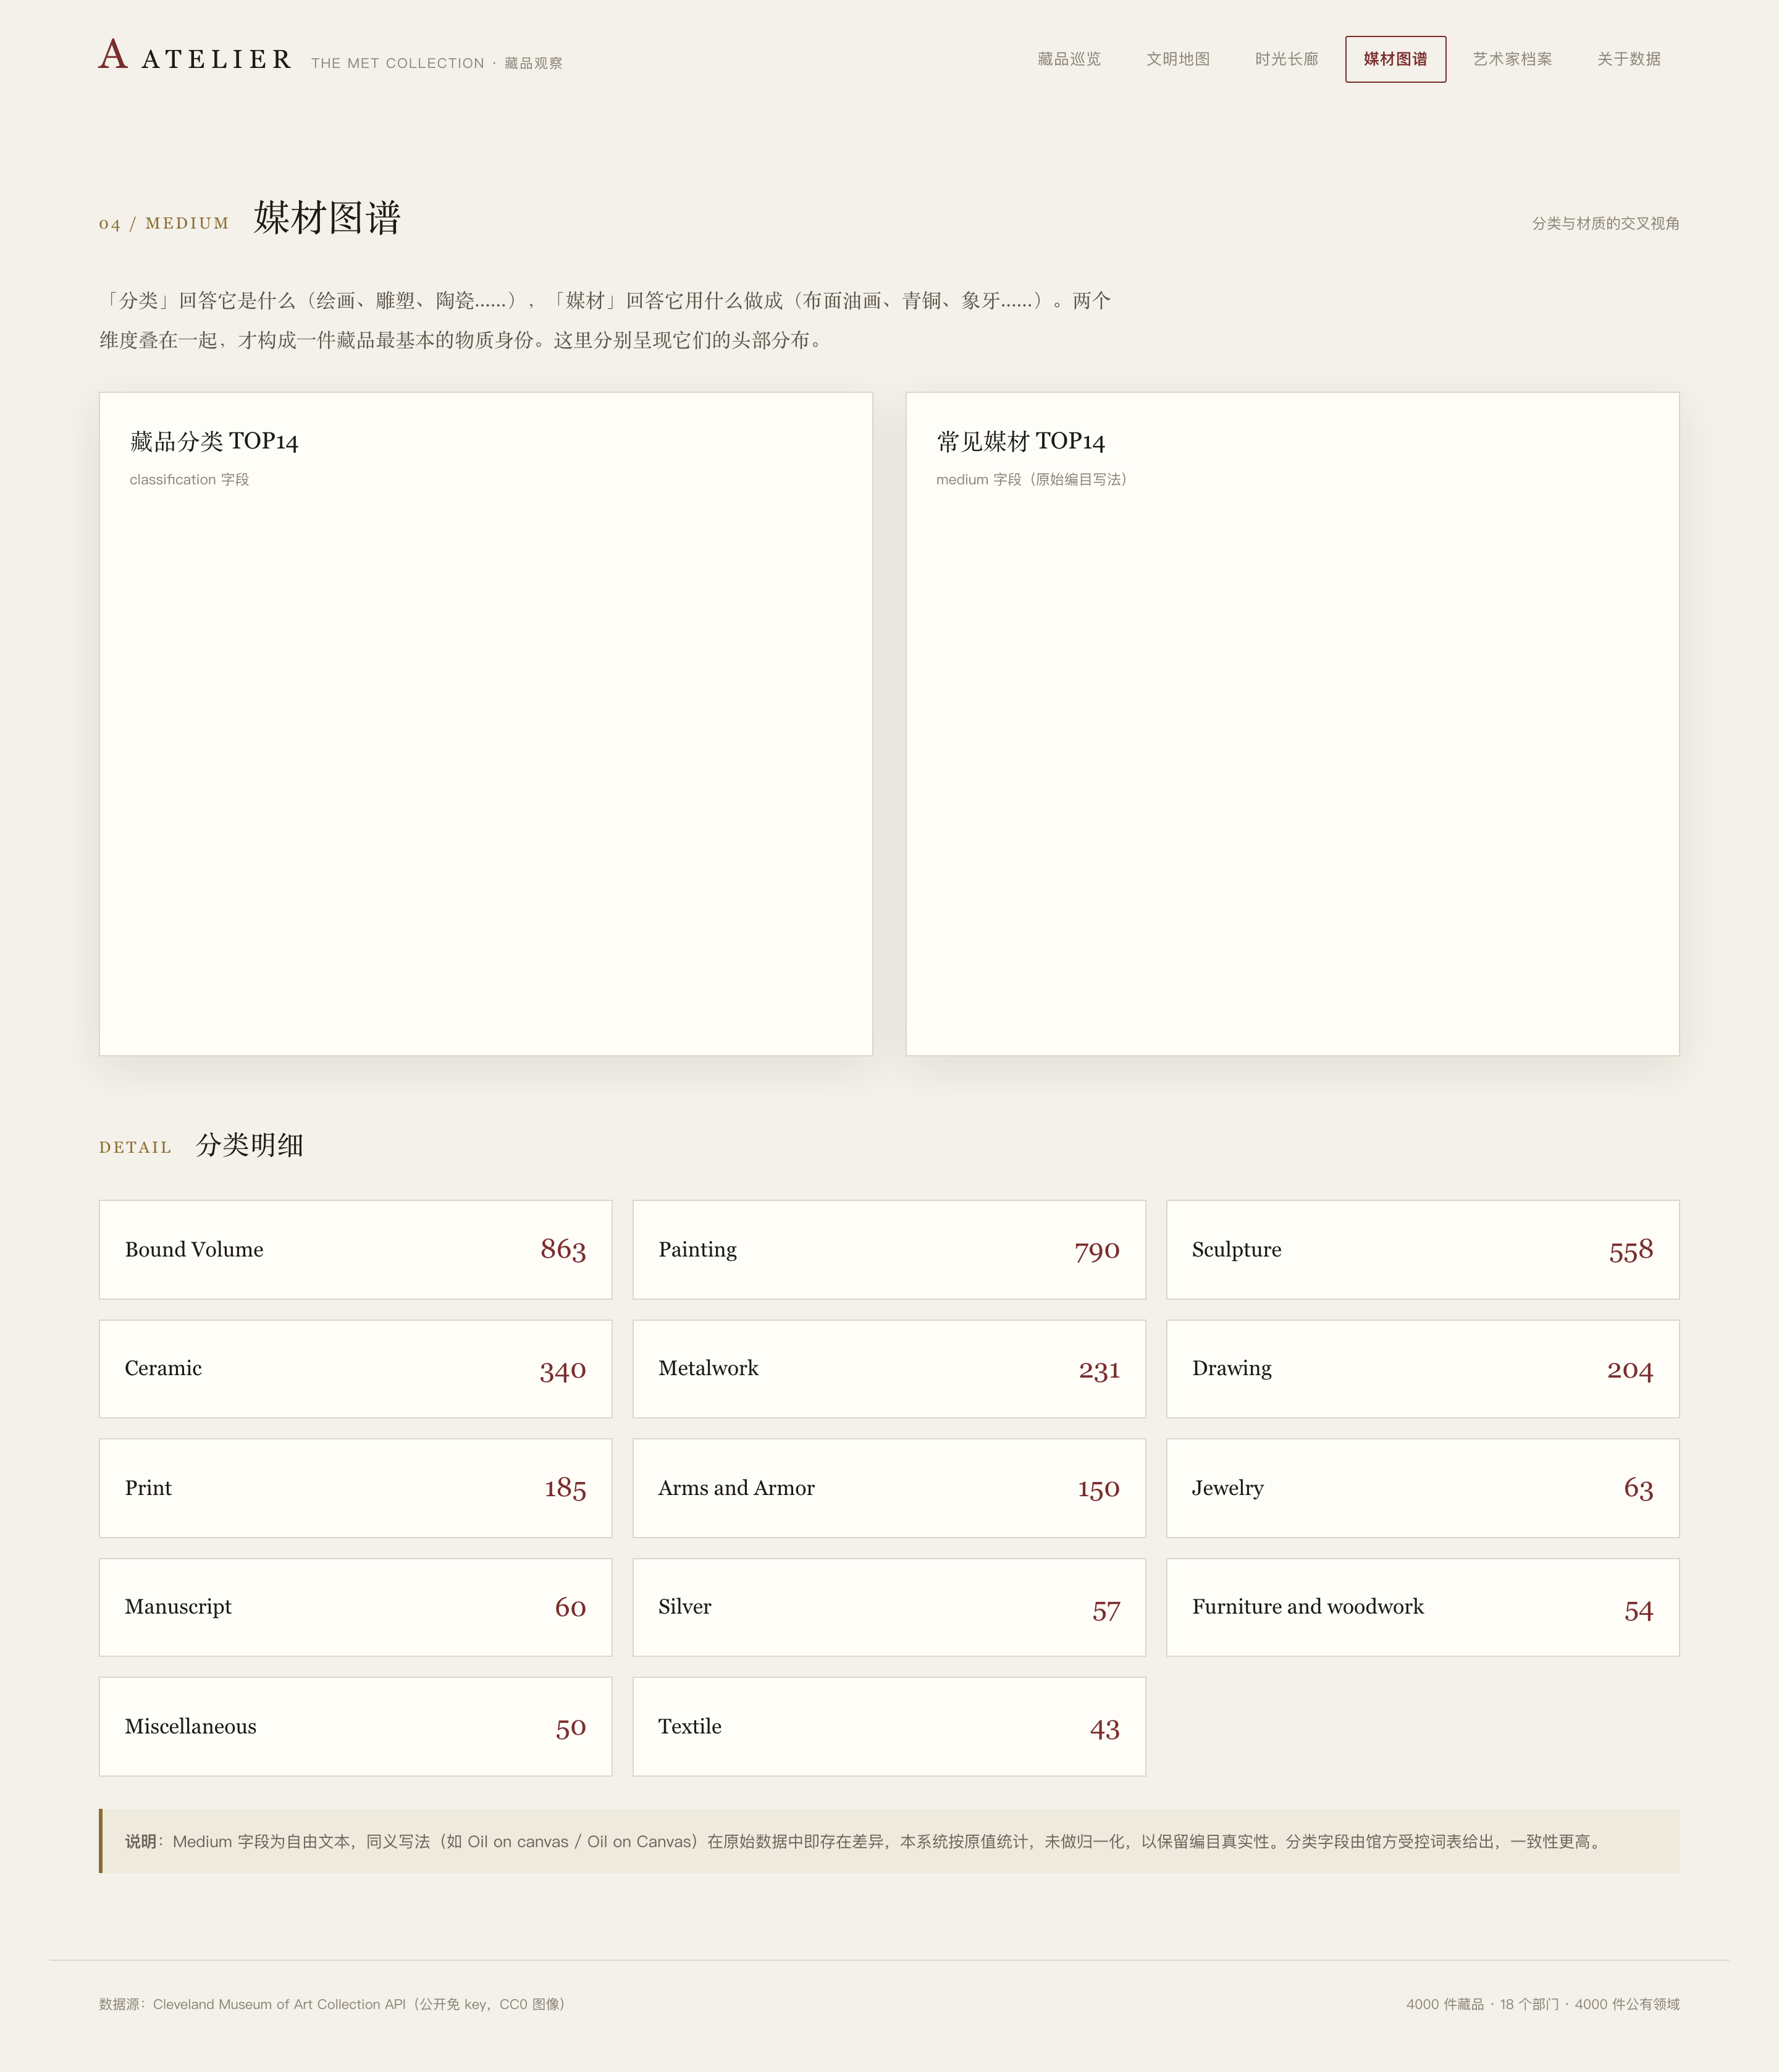 A ATELIER THE MET COLLECTION · 藏品观察
藏品巡览 文明地图 时光长廊 媒材图谱 艺术家档案 关于数据
04 / MEDIUM 媒材图谱
分类与材质的交叉视角
「分类」回答它是什么（绘画、雕塑、陶瓷……），「媒材」回答它用什么做成（布面油画、青铜、象牙……）。两个
维度叠在一起，才构成一件藏品最基本的物质身份。这里分别呈现它们的头部分布。
藏品分类 TOP14
classification 字段
常见媒材 TOP14
medium 字段（原始编目写法）
DETAIL 分类明细
Bound Volume 863
Painting 790
Sculpture 558
Ceramic 340
Metalwork 231
Drawing 204
Print 185
Arms and Armor 150
Jewelry 63
Manuscript 60
Silver 57
Furniture and woodwork 54
Miscellaneous 50
Textile 43
说明：Medium 字段为自由文本，同义写法（如 Oil on canvas / Oil on Canvas）在原始数据中即存在差异，本系统按原值统计，未做归一化，以保留编目真实性。分类字段由馆方受控词表给出，一致性更高。
数据源：Cleveland Museum of Art Collection API（公开免 key，CC0 图像）
4000 件藏品 · 18 个部门 · 4000 件公有领域